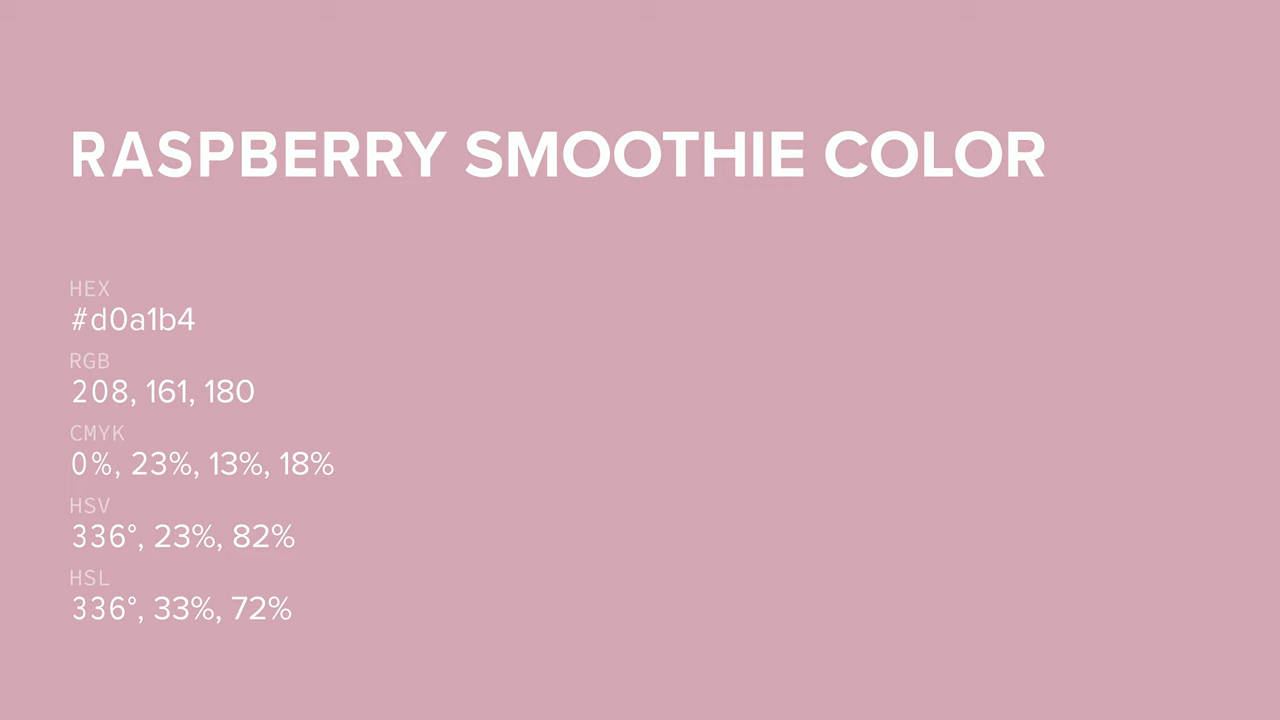 RASPBERRY SMOOTHIE COLOR
HEX
#d0a1b4
RGB
208, 161, 180
CMYK
0%, 23%, 13%, 18%
HSV
336°, 23%, 82%
HSL
336°, 33%, 72%